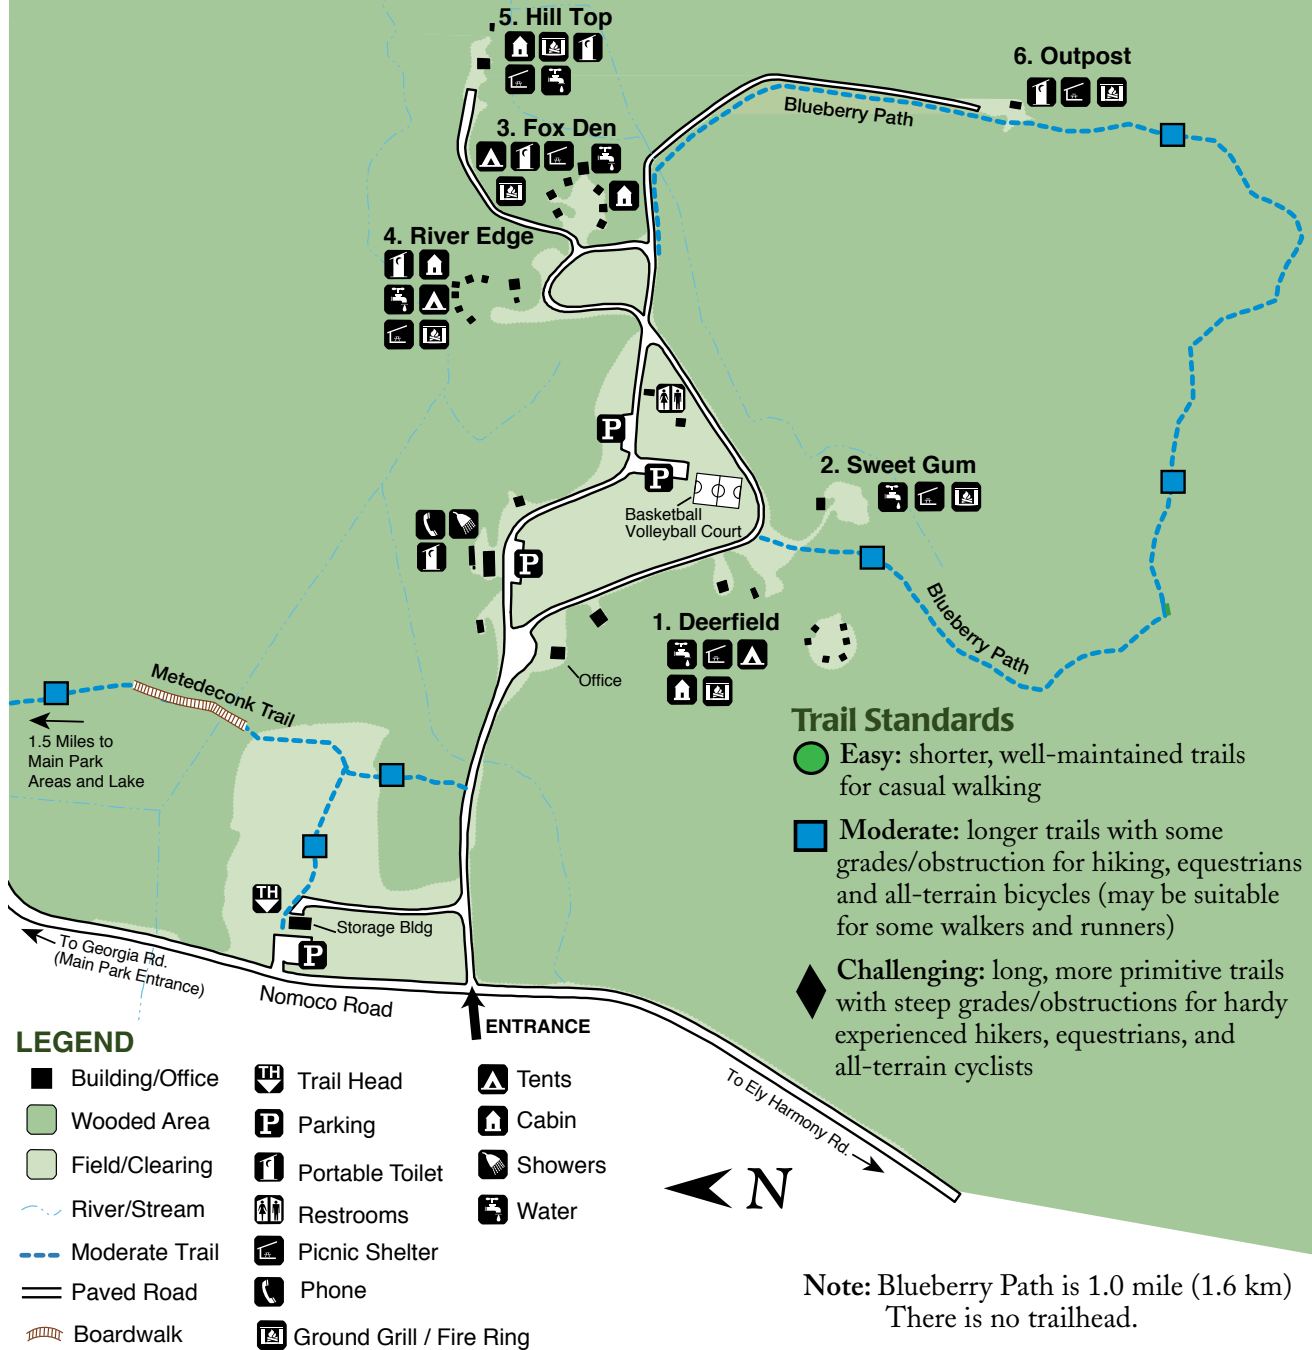 5. Hill Top
6. Outpost
Blueberry Path
3. Fox Den
4. River Edge
P
P
Basketball
Volleyball Court
2. Sweet Gum
P
Blueberry Path
1. Deerfield
Office
Metedeconk Trail
1.5 Miles to
Main Park
Areas and Lake
TH
Storage Bldg
P
To Georgia Rd.
(Main Park Entrance)
Nomoco Road
ENTRANCE
To Ely Harmony Rd.
N
Trail Standards
Easy: shorter, well-maintained trails
for casual walking
Moderate: longer trails with some
grades/obstruction for hiking, equestrians
and all-terrain bicycles (may be suitable
for some walkers and runners)
Challenging: long, more primitive trails
with steep grades/obstructions for hardy
experienced hikers, equestrians, and
all-terrain cyclists
LEGEND
Building/Office
Wooded Area
Field/Clearing
River/Stream
Moderate Trail
Paved Road
Boardwalk
TH Trail Head
P Parking
Portable Toilet
Restrooms
Picnic Shelter
Phone
Ground Grill / Fire Ring
Tents
Cabin
Showers
Water
Note: Blueberry Path is 1.0 mile (1.6 km)
There is no trailhead.